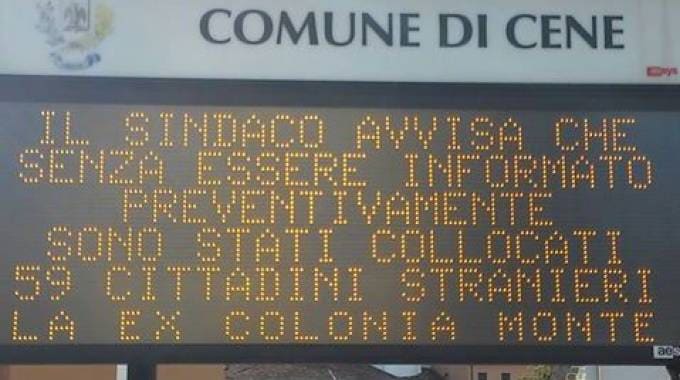 COMUNE DI CENE
IL SINDACO AVVISA CHE
SENZA ESSERE INFORMATO
PREVENTIVAMENTE
SONO STATI COLLOCATI
59 CITTADINI STRANIERI
LA EX COLONIA MONTE
aes